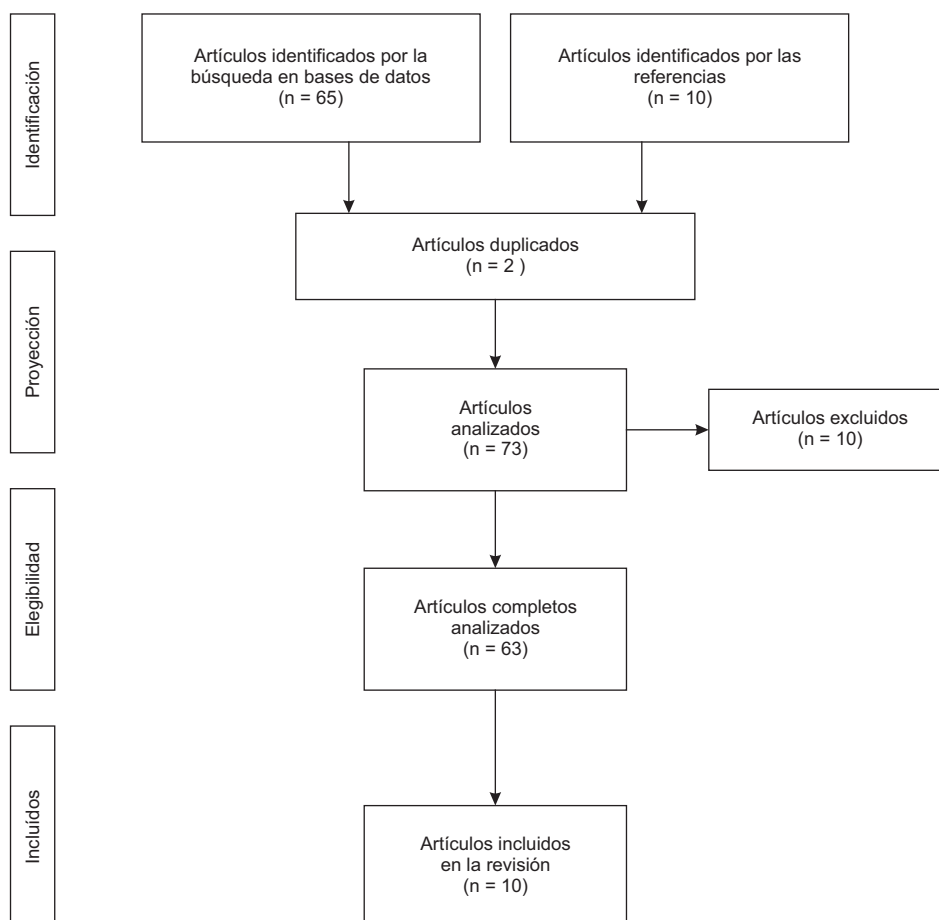 Identificación
Artículos identificados por la
búsqueda en bases de datos
(n = 65)
Artículos identificados por las
referencias
(n = 10)
Artículos duplicados
(n = 2 )
Proyección
Artículos
analizados
(n = 73)
Artículos excluidos
(n = 10)
Elegibilidad
Artículos completos
analizados
(n = 63)
Incluídos
Artículos incluidos
en la revisión
(n = 10)